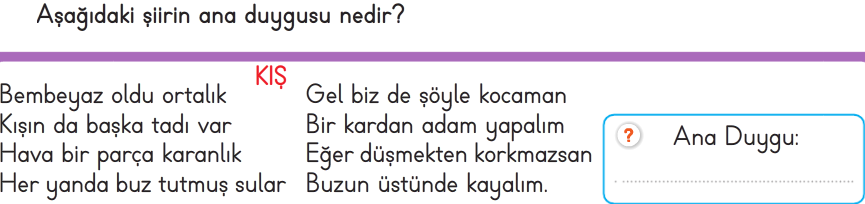 Aşağıdaki şiirin ana duygusu nedir?
KIŞ
Bembeyaz oldu ortalık
Kışın da başka tadı var
Hava bir parça karanlık
Her yanda buz tutmuş sular
Gel biz de şöyle kocaman
Bir kardan adam yapalım
Eğer düşmekten korkmazsan
Buzun üstünde kayalım.
? Ana Duygu: